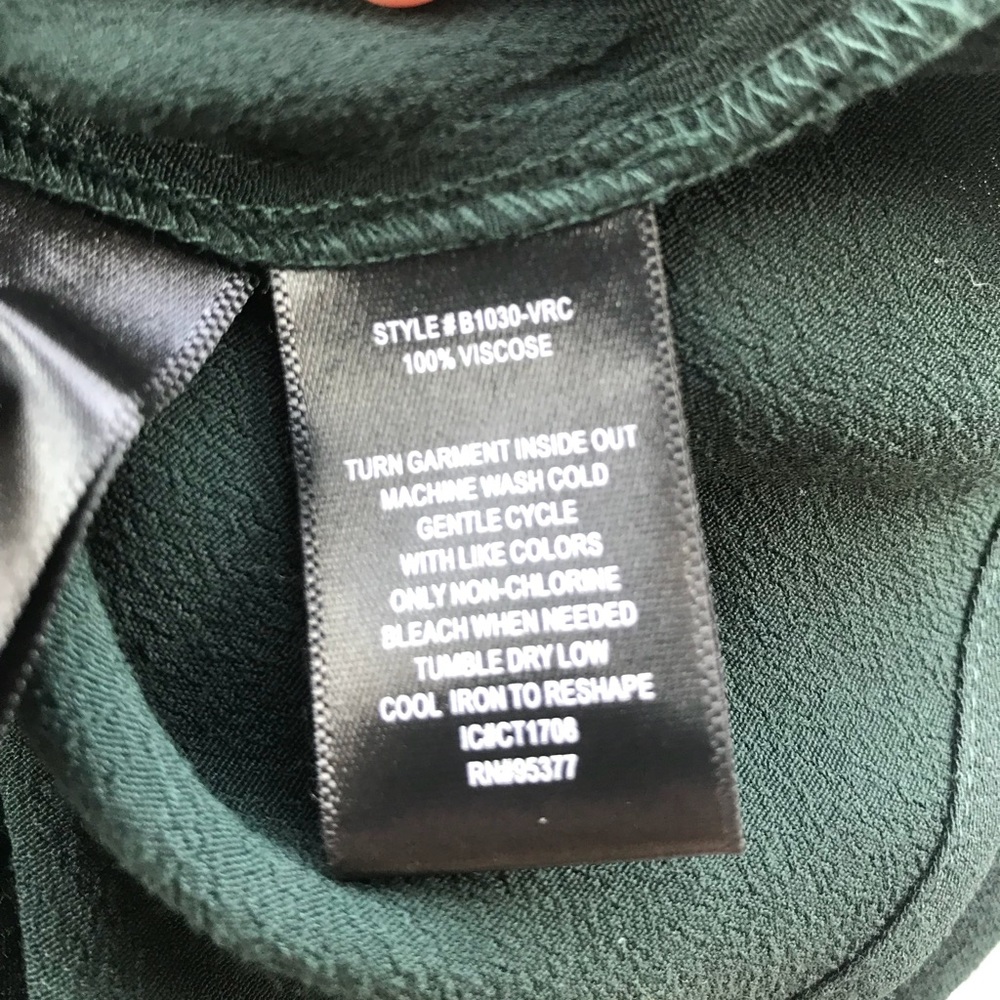 STYLE # B1030-VRC
100% VISCOSE
TURN GARMENT INSIDE OUT
MACHINE WASH COLD
GENTLE CYCLE
WITH LIKE COLORS
ONLY NON-CHLORINE
BLEACH WHEN NEEDED
TUMBLE DRY LOW
COOL IRON TO RESHAPE
IC#CT1708
RN#95377